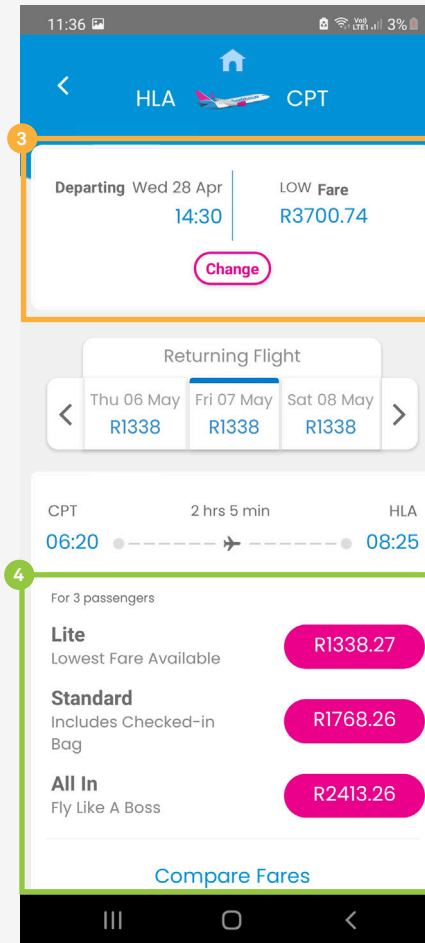 11:36 3%
HLA CPT
3
Departing Wed 28 Apr LOW Fare
14:30 R3700.74
Change
Returning Flight
Thu 06 May Fri 07 May Sat 08 May
R1338 R1338 R1338
CPT 2 hrs 5 min HLA
06:20 08:25
4
For 3 passengers
Lite R1338.27
Lowest Fare Available
Standard R1768.26
Includes Checked-in
Bag
All In R2413.26
Fly Like A Boss
Compare Fares